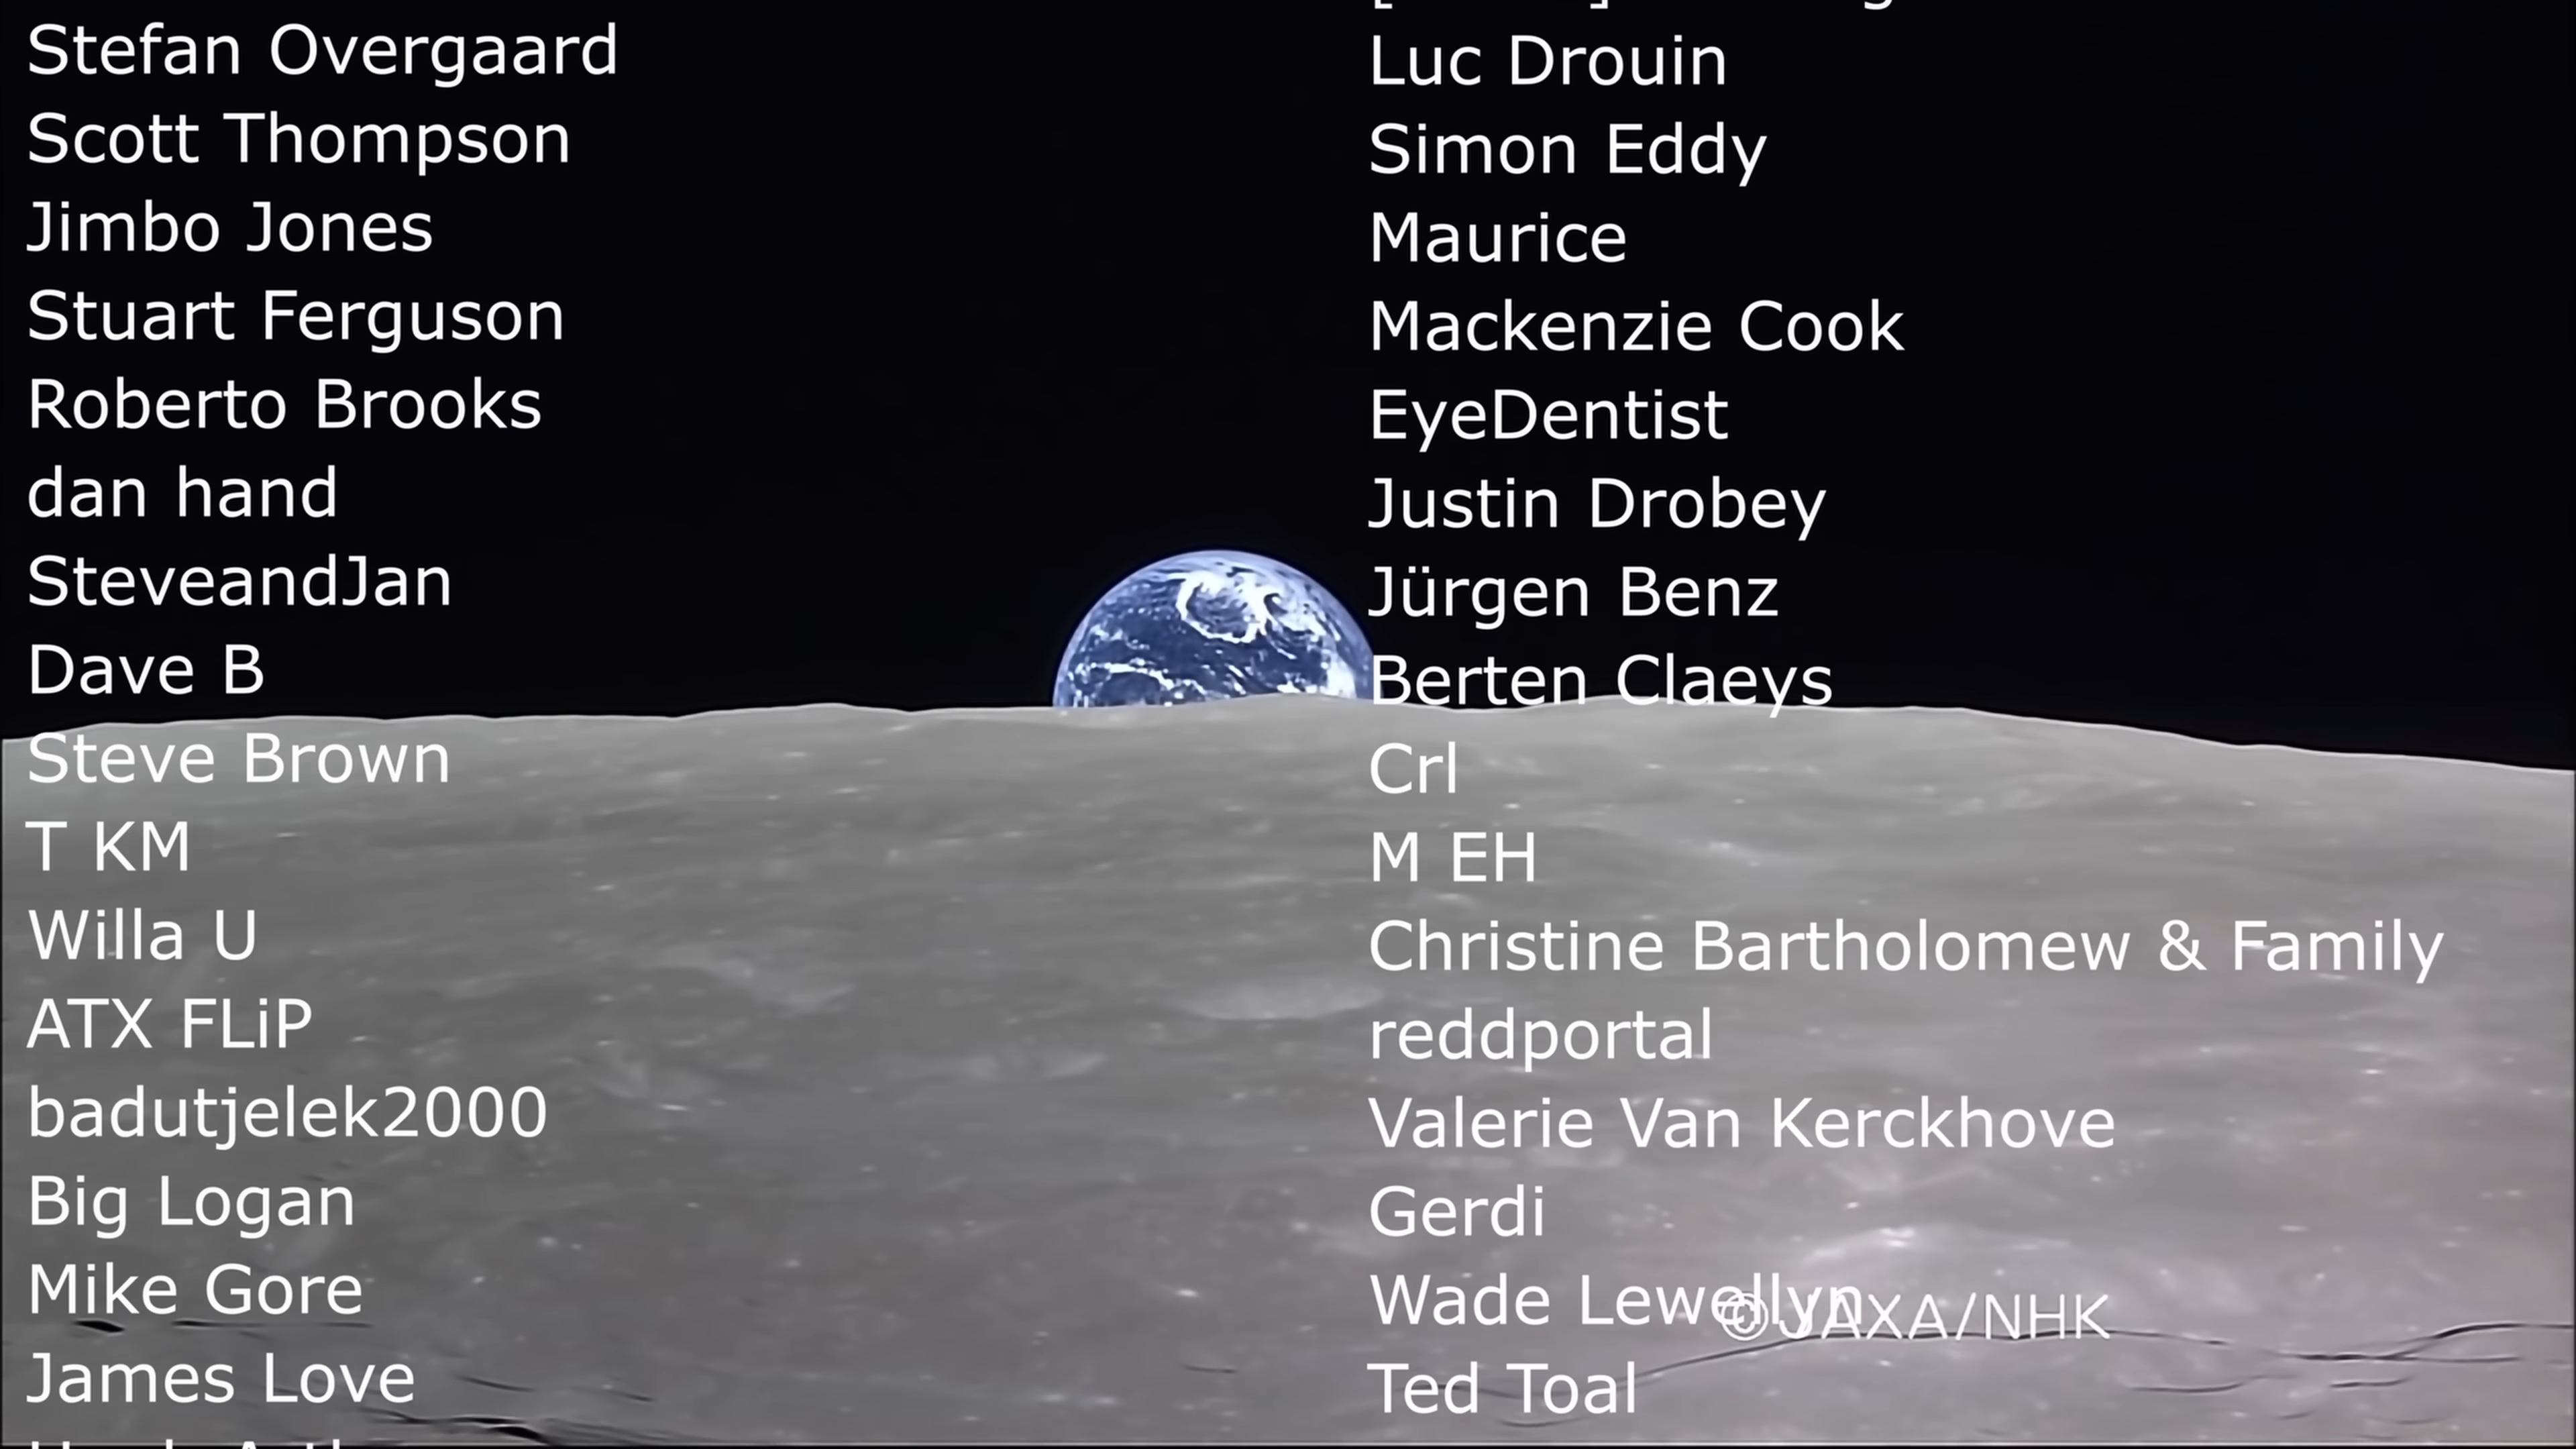 Stefan Overgaard
Scott Thompson
Jimbo Jones
Stuart Ferguson
Roberto Brooks
dan hand
SteveandJan
Dave B
Steve Brown
T KM
Willa U
ATX FLiP
badutjelek2000
Big Logan
Mike Gore
James Love
Luc Drouin
Simon Eddy
Maurice
Mackenzie Cook
EyeDentist
Justin Drobey
Jürgen Benz
Berten Claeys
Crl
M EH
Christine Bartholomew & Family
reddportal
Valerie Van Kerckhove
Gerdi
Wade Lewellyn
©JAXA/NHK
Ted Toal